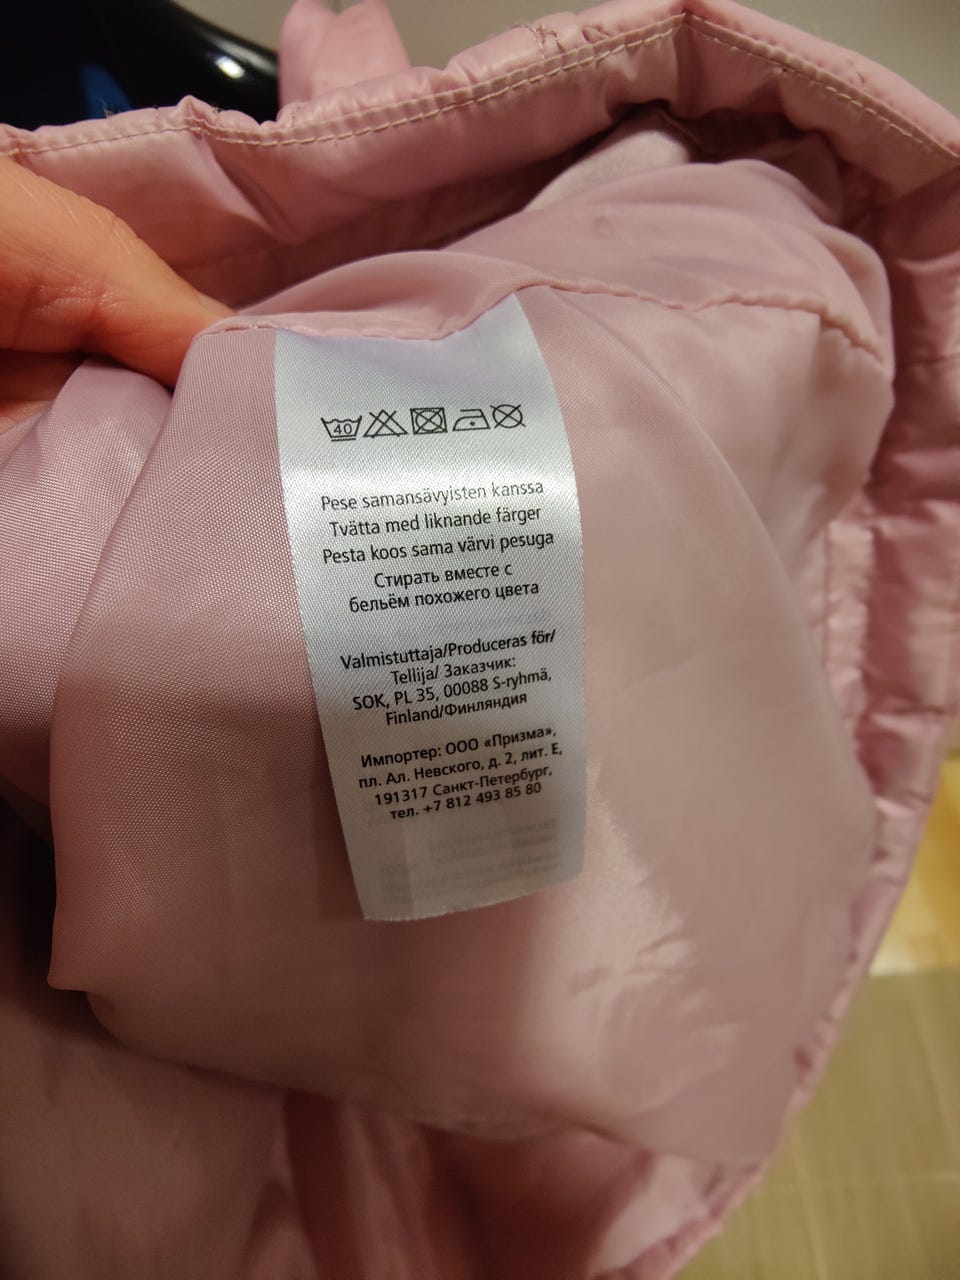 40
Pese samansävyisten kanssa
Tvätta med liknande färger
Pesta koos sama värvi pesuga
Стирать вместе с
бельём похожего цвета
Valmistuttaja/Produceras för/
Tellija/ Заказчик:
SOK, PL 35, 00088 S-ryhmä,
Finland/Финляндия
Импортер: ООО «Призма»,
пл. Ал. Невского, д. 2, лит. Е,
191317 Санкт-Петербург,
тел. +7 812 493 85 80